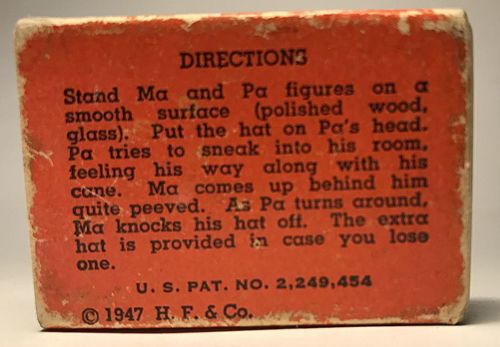 DIRECTIONS
Stand Ma and Pa figures on a
smooth surface (polished wood,
glass). Put the hat on Pa's head.
Pa tries to sneak into his room,
feeling his way along with his
cane. Ma comes up behind him
quite peeved. As Pa turns around,
Ma knocks his hat off. The extra
hat is provided in case you lose
one.
U. S. PAT. NO. 2,249,454
© 1947 H. F. & Co.